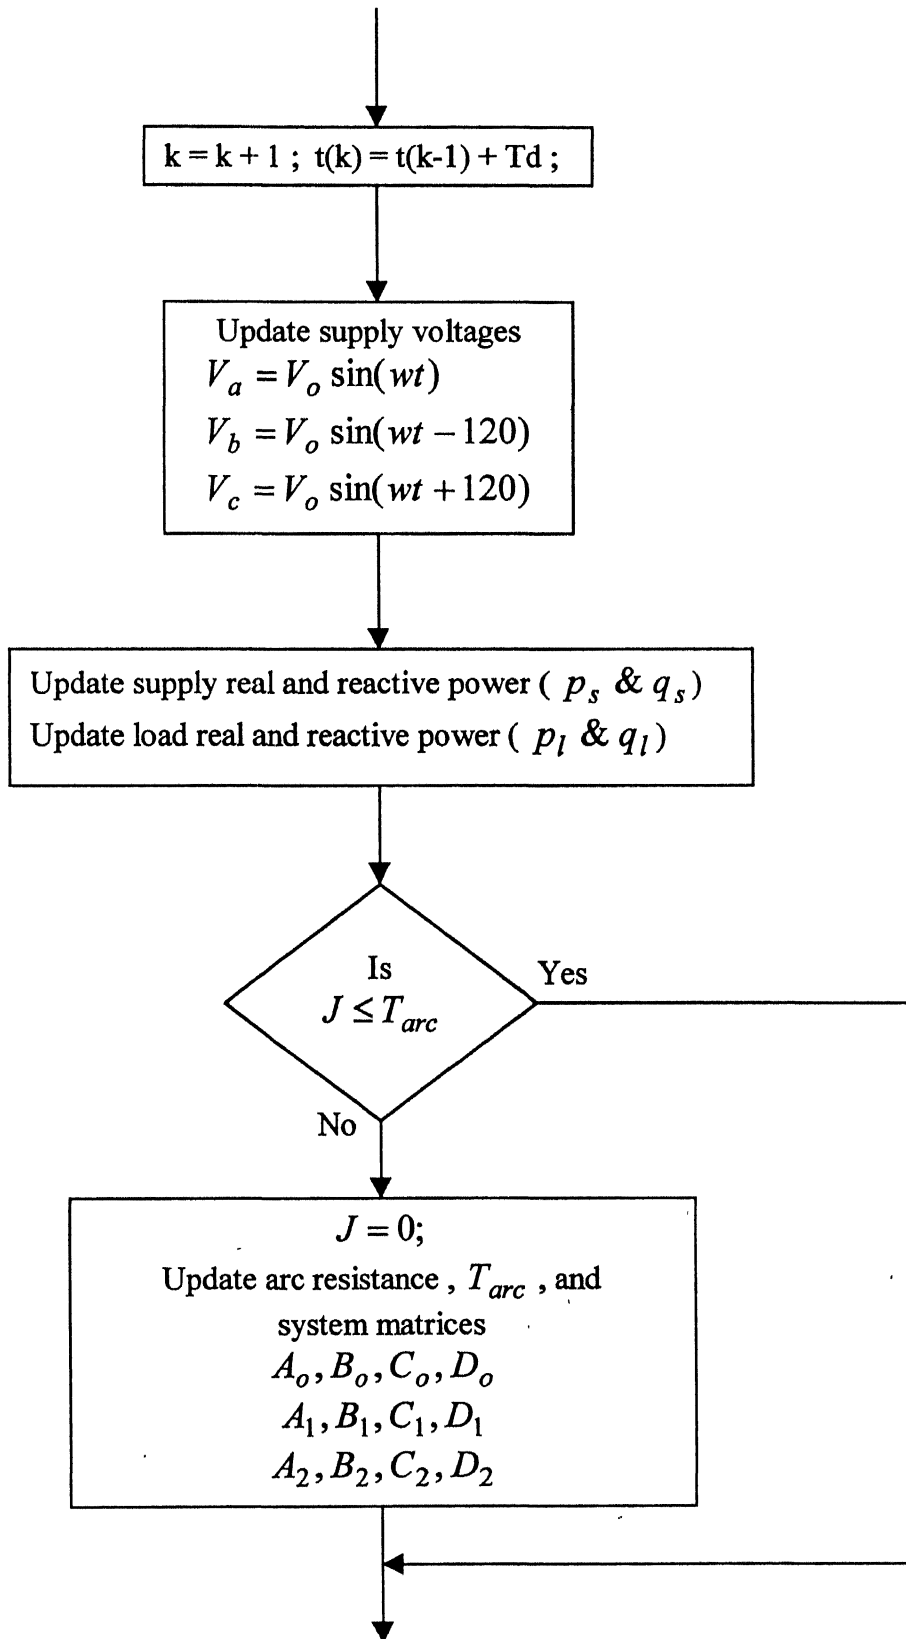 k = k + 1 ; t(k) = t(k-1) + Td ;
Update supply voltages
V_a = V_o sin(wt)
V_b = V_o sin(wt − 120)
V_c = V_o sin(wt + 120)
Update supply real and reactive power ( p_s & q_s )
Update load real and reactive power ( p_l & q_l )
Is
J ≤ T_arc
Yes
No
J = 0;
Update arc resistance , T_arc , and
system matrices
A_o, B_o, C_o, D_o
A_1, B_1, C_1, D_1
A_2, B_2, C_2, D_2